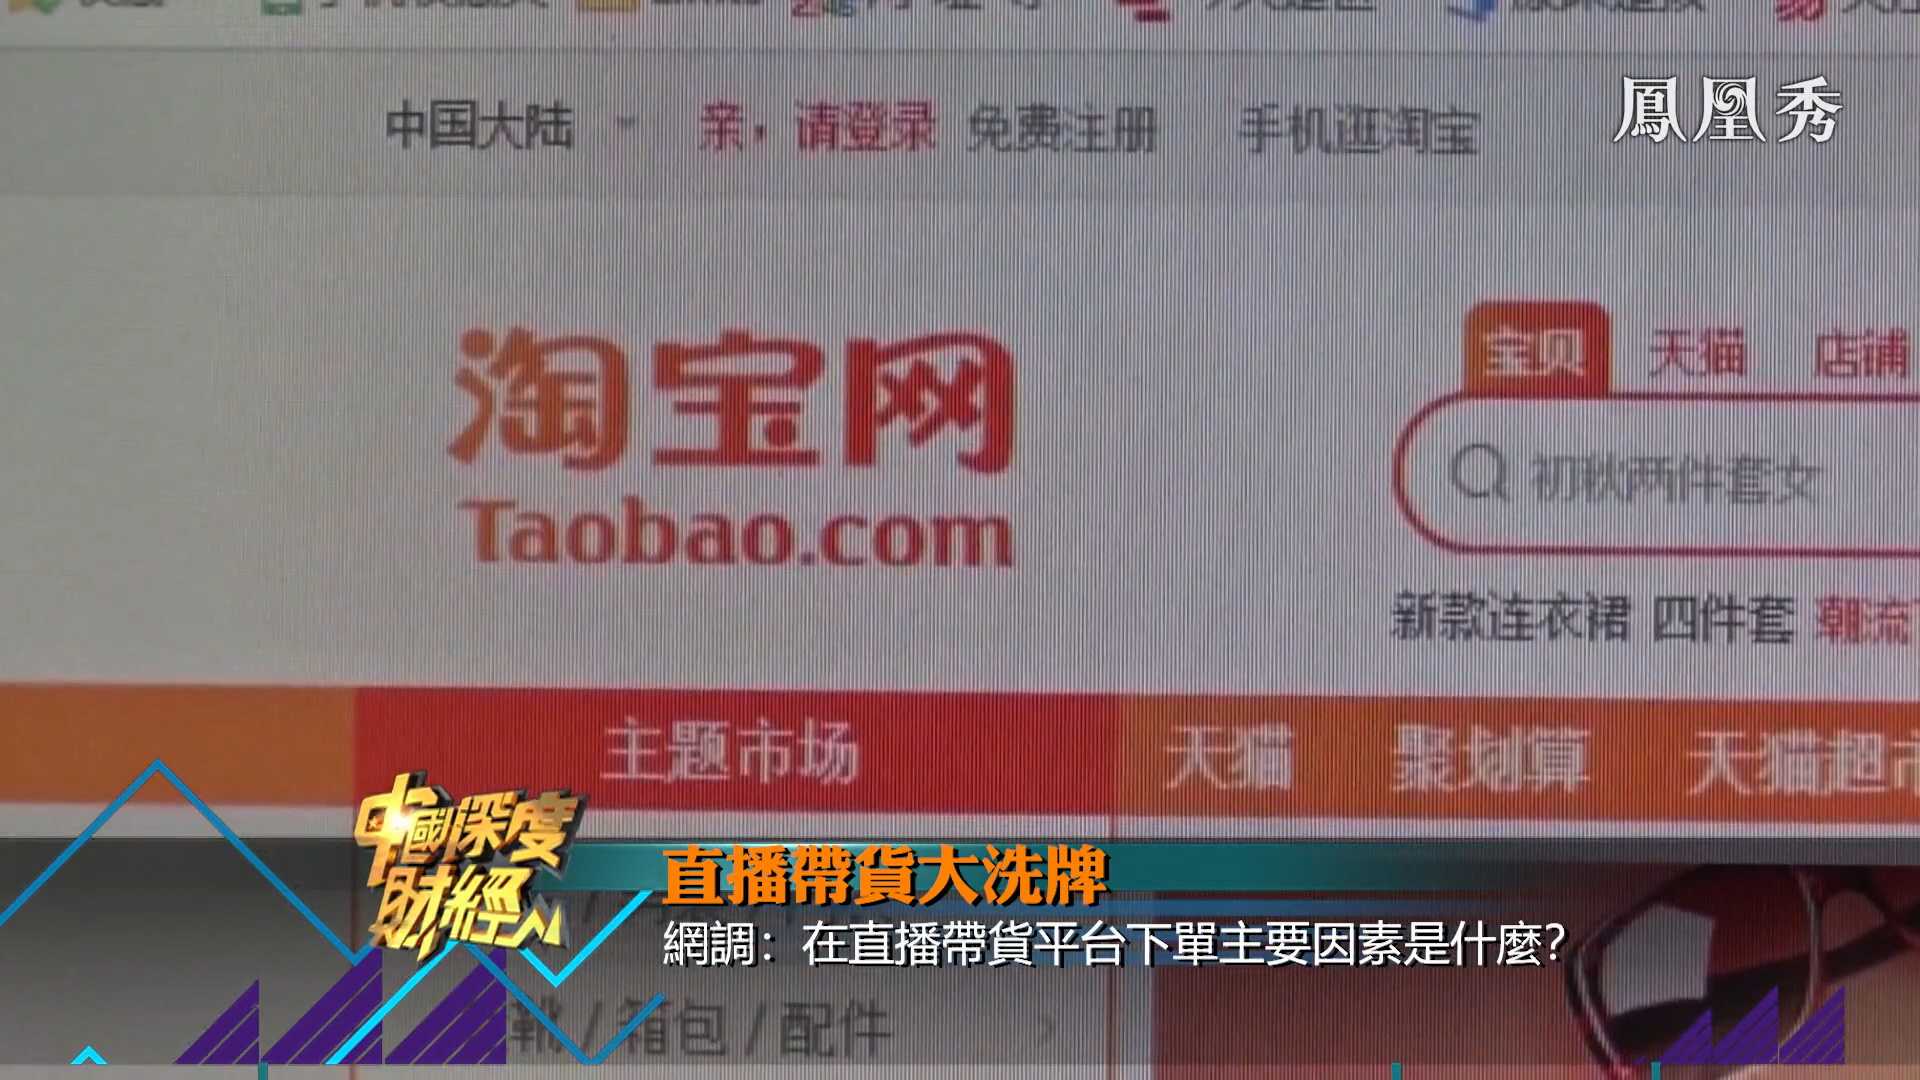 中国大陆 亲，请登录 免费注册 手机逛淘宝
鳳凰秀
淘宝网
Taobao.com
宝贝 天猫 店铺
初秋两件套女
新款连衣裙 四件套 潮流
主题市场 天猫 聚划算 天猫超市
中國深度
財經
直播帶貨大洗牌
網調：在直播帶貨平台下單主要因素是什麼？
靴 / 箱包 / 配件